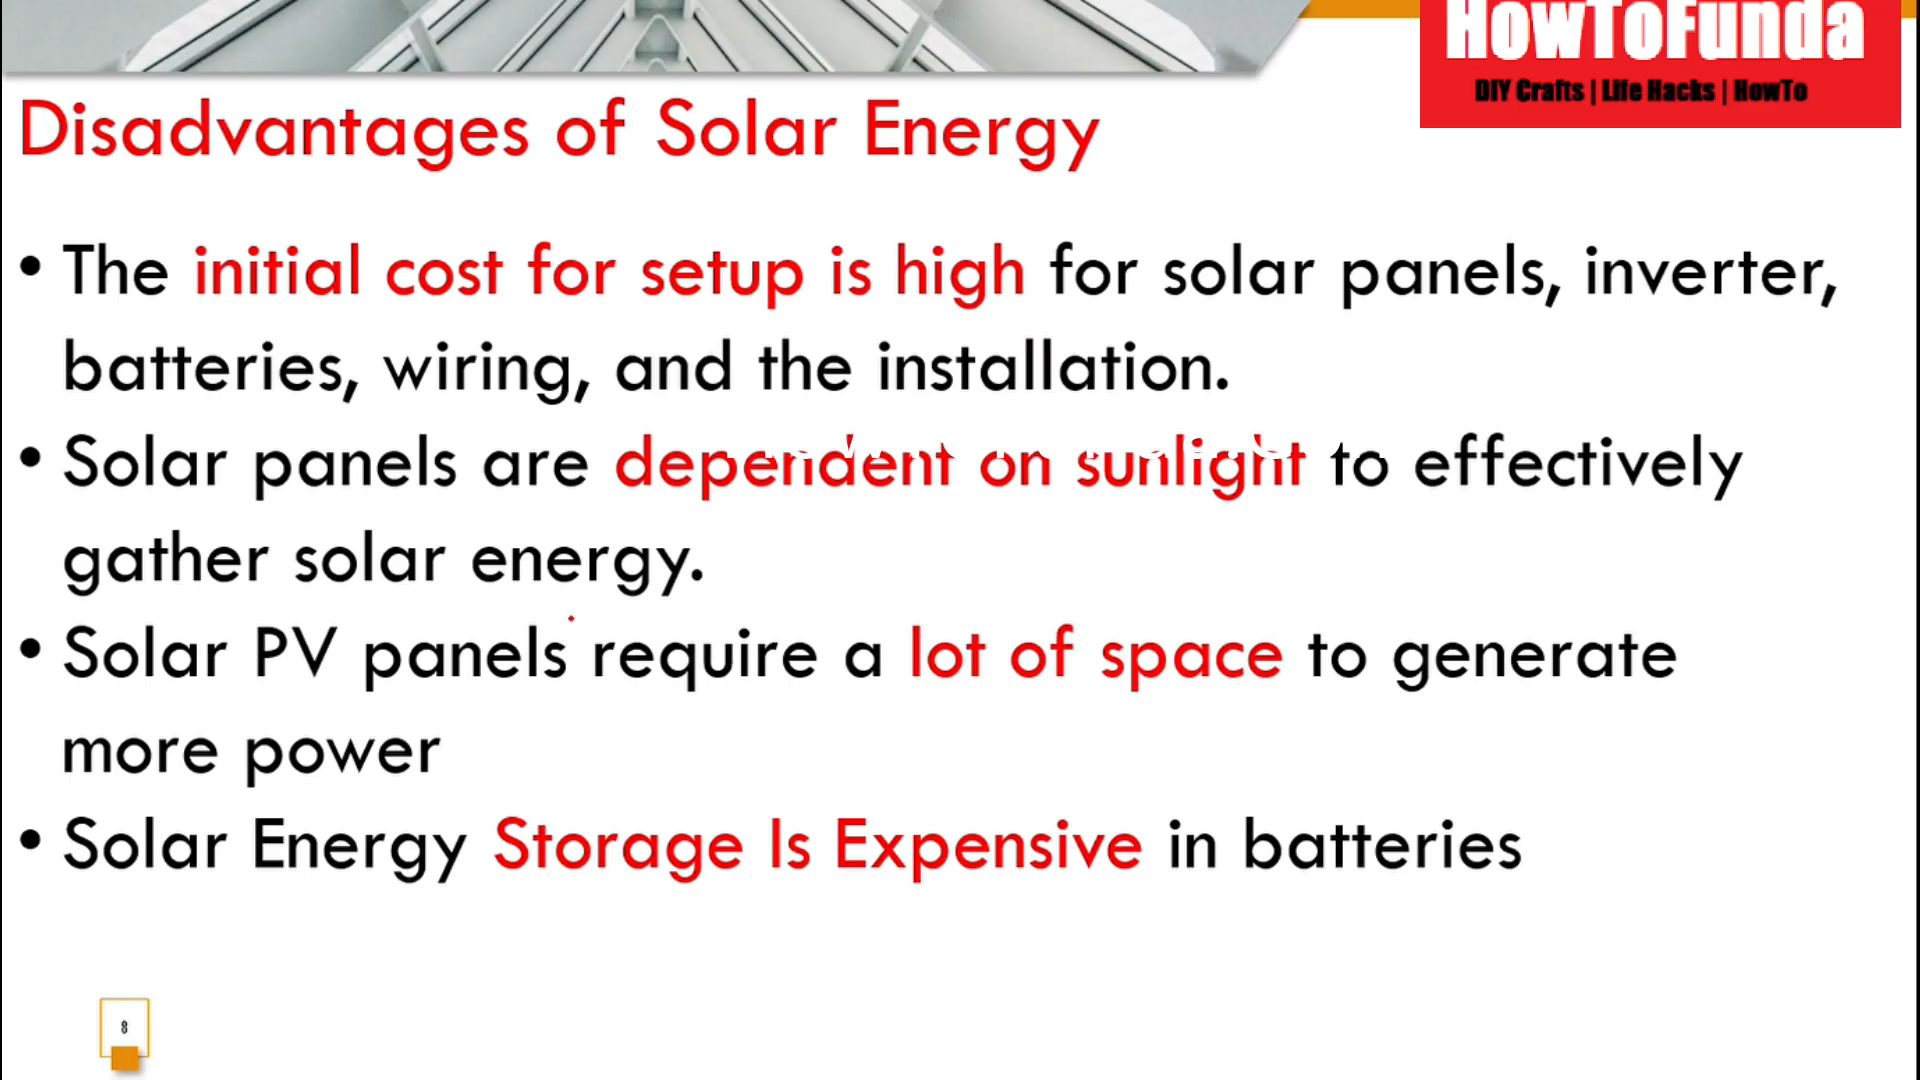 HowToFunda
DIY Crafts | Life Hacks | HowTo
Disadvantages of Solar Energy
• The initial cost for setup is high for solar panels, inverter,
batteries, wiring, and the installation.
• Solar panels are dependent on sunlight to effectively
gather solar energy.
• Solar PV panels require a lot of space to generate
more power
• Solar Energy Storage Is Expensive in batteries
8